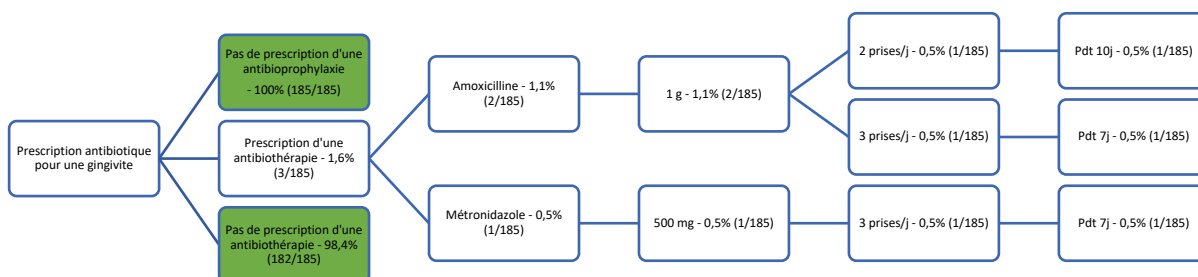 Prescription antibiotique
pour une gingivite
Pas de prescription d'une
antibioprophylaxie
- 100% (185/185)
Prescription d'une
antibiothérapie - 1,6%
(3/185)
Pas de prescription d'une
antibiothérapie - 98,4%
(182/185)
Amoxicilline - 1,1%
(2/185)
1 g - 1,1% (2/185)
2 prises/j - 0,5% (1/185)
Pdt 10j - 0,5% (1/185)
3 prises/j - 0,5% (1/185)
Pdt 7j - 0,5% (1/185)
Métronidazole - 0,5%
(1/185)
500 mg - 0,5% (1/185)
3 prises/j - 0,5% (1/185)
Pdt 7j - 0,5% (1/185)